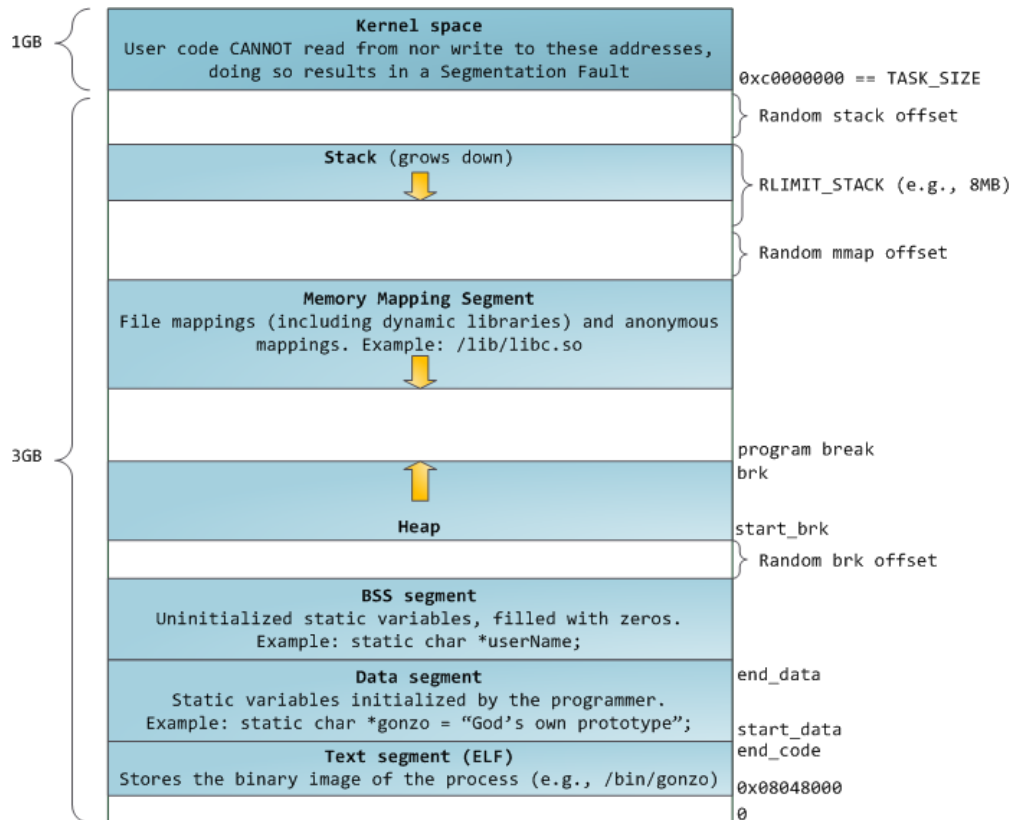 1GB
Kernel space
User code CANNOT read from nor write to these addresses,
doing so results in a Segmentation Fault
0xc0000000 == TASK_SIZE
Random stack offset
Stack (grows down)
RLIMIT_STACK (e.g., 8MB)
Random mmap offset
Memory Mapping Segment
File mappings (including dynamic libraries) and anonymous
mappings. Example: /lib/libc.so
3GB
program break
brk
Heap
start_brk
Random brk offset
BSS segment
Uninitialized static variables, filled with zeros.
Example: static char *userName;
Data segment
Static variables initialized by the programmer.
Example: static char *gonzo = “God’s own prototype”;
end_data
start_data
end_code
Text segment (ELF)
Stores the binary image of the process (e.g., /bin/gonzo)
0x08048000
0